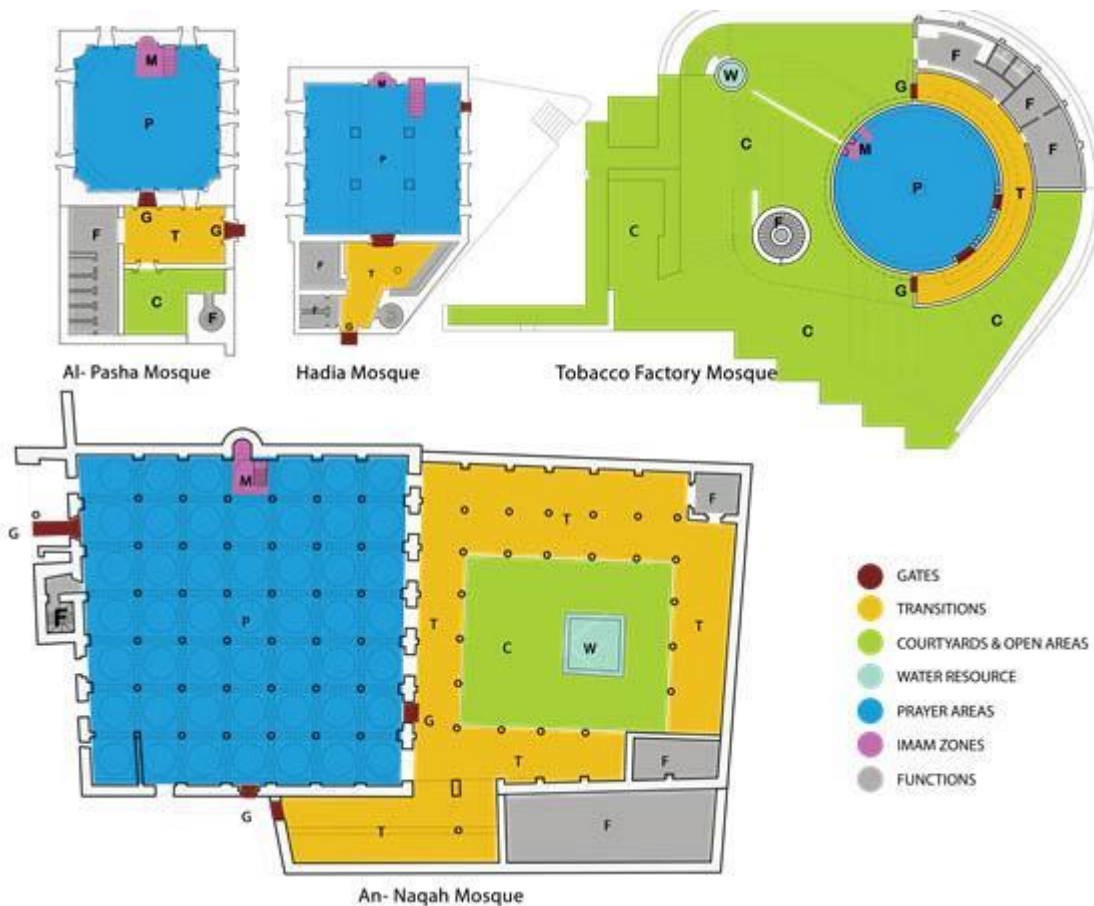 M
P
G
F
T
G
C
F
Al- Pasha Mosque
M
P
F
T
F
G
Hadia Mosque
W
G
F
F
F
C
M
P
T
C
F
G
C
C
Tobacco Factory Mosque
M
G
P
F
T
F
T
C
W
T
G
T
F
G
T
F
An- Naqah Mosque
GATES
TRANSITIONS
COURTYARDS & OPEN AREAS
WATER RESOURCE
PRAYER AREAS
IMAM ZONES
FUNCTIONS